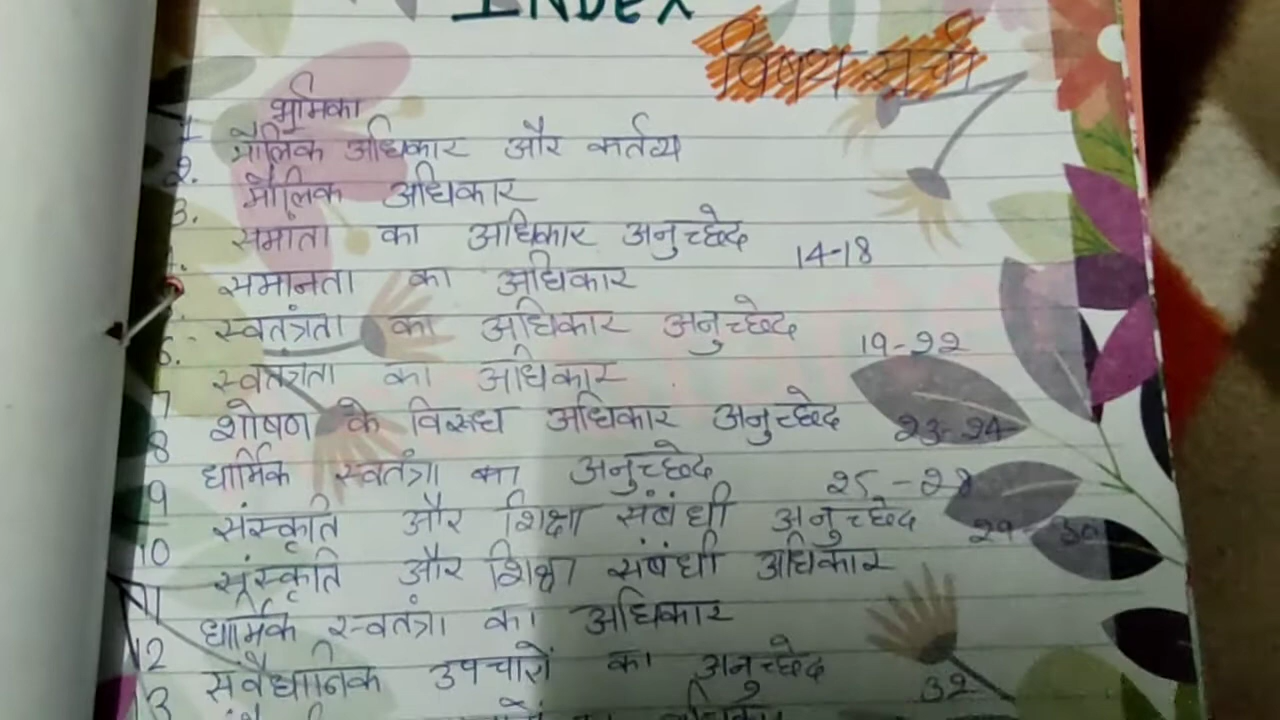 INDEX
विषय सूची
1. भूमिका
2. मौलिक अधिकार और कर्तव्य
3. मौलिक अधिकार
4. समांता का अधिकार अनुच्छेद 14-18
5. समानता का अधिकार
6. स्वतंत्रता का अधिकार अनुच्छेद 19-22
7 स्वतंत्रता का अधिकार
8 शोषण के विरुध अधिकार अनुच्छेद 23-24
9 धार्मिक स्वतंत्रा का अनुच्छेद 25-28
10 संस्कृति और शिक्षा संबंधी अनुच्छेद 29-30
11 संस्कृति और शिक्षा संबंधी अधिकार
12 धार्मिक स्वतंत्रा का अधिकार
13 संवैधानिक उपचारों का अनुच्छेद 32